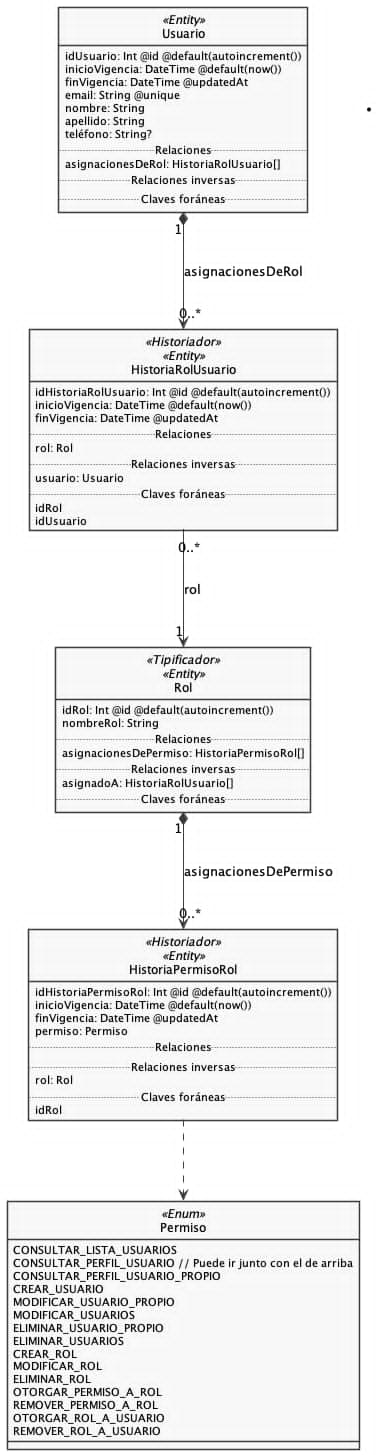 «Entity»
Usuario
idUsuario: Int @id @default(autoincrement())
inicioVigencia: DateTime @default(now())
finVigencia: DateTime @updatedAt
email: String @unique
nombre: String
apellido: String
teléfono: String?
Relaciones
asignacionesDeRol: HistoriaRolUsuario[]
Relaciones inversas
Claves foráneas
1
asignacionesDeRol
0..*
«Historiador»
«Entity»
HistoriaRolUsuario
idHistoriaRolUsuario: Int @id @default(autoincrement())
inicioVigencia: DateTime @default(now())
finVigencia: DateTime @updatedAt
Relaciones
rol: Rol
Relaciones inversas
usuario: Usuario
Claves foráneas
idRol
idUsuario
0..*
rol
1
«Tipificador»
«Entity»
Rol
idRol: Int @id @default(autoincrement())
nombreRol: String
Relaciones
asignacionesDePermiso: HistoriaPermisoRol[]
Relaciones inversas
asignadoA: HistoriaRolUsuario[]
Claves foráneas
1
asignacionesDePermiso
0..*
«Historiador»
«Entity»
HistoriaPermisoRol
idHistoriaPermisoRol: Int @id @default(autoincrement())
inicioVigencia: DateTime @default(now())
finVigencia: DateTime @updatedAt
permiso: Permiso
Relaciones
Relaciones inversas
rol: Rol
Claves foráneas
idRol
«Enum»
Permiso
CONSULTAR_LISTA_USUARIOS
CONSULTAR_PERFIL_USUARIO // Puede ir junto con el de arriba
CONSULTAR_PERFIL_USUARIO_PROPIO
CREAR_USUARIO
MODIFICAR_USUARIO_PROPIO
MODIFICAR_USUARIOS
ELIMINAR_USUARIO_PROPIO
ELIMINAR_USUARIOS
CREAR_ROL
MODIFICAR_ROL
ELIMINAR_ROL
OTORGAR_PERMISO_A_ROL
REMOVER_PERMISO_A_ROL
OTORGAR_ROL_A_USUARIO
REMOVER_ROL_A_USUARIO